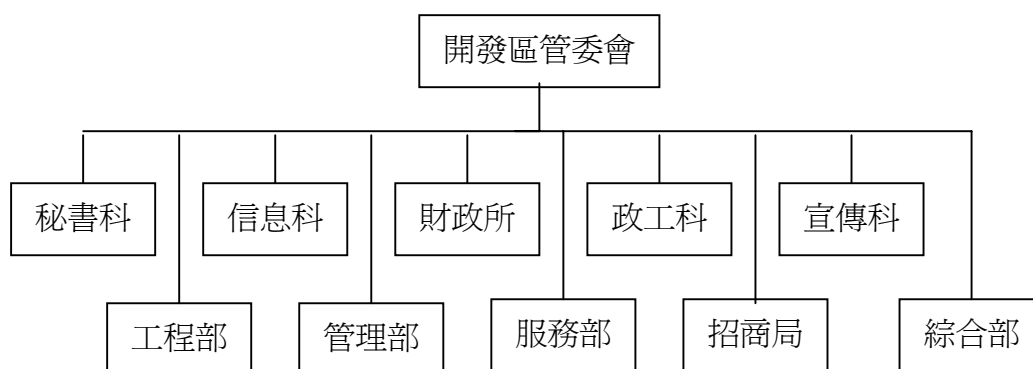 開發區管委會
秘書科 信息科 財政所 政工科 宣傳科
工程部 管理部 服務部 招商局 綜合部